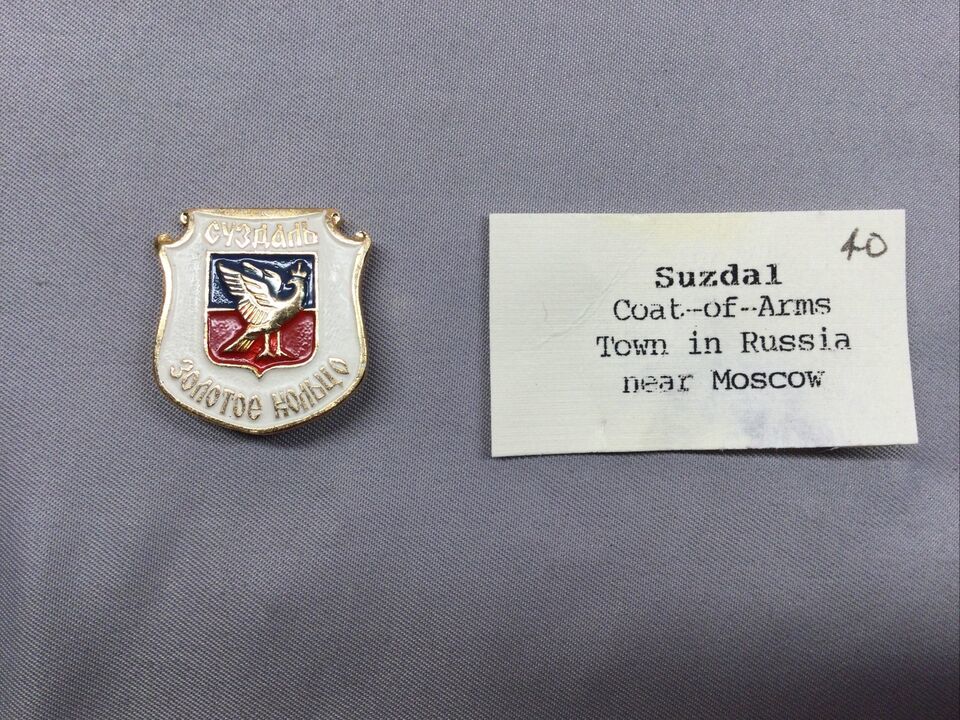 СУЗДАЛЬ
ЗОЛОТОЕ КОЛЬЦО
40
Suzdal
Coat-of-Arms
Town in Russia
near Moscow